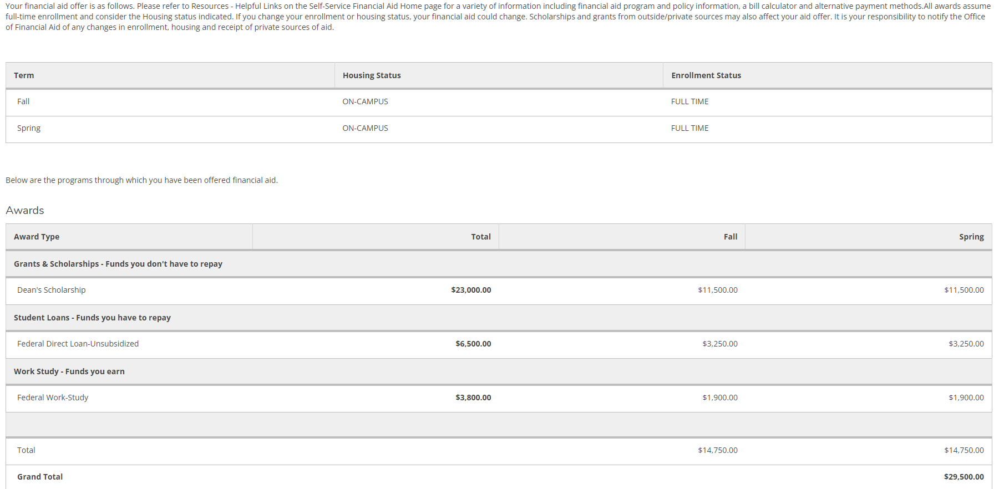 Your financial aid offer is as follows. Please refer to Resources - Helpful Links on the Self-Service Financial Aid Home page for a variety of information including financial aid program and policy information, a bill calculator and alternative payment methods.All awards assume
full-time enrollment and consider the Housing status indicated. If you change your enrollment or housing status, your financial aid could change. Scholarships and grants from outside/private sources may also affect your aid offer. It is your responsibility to notify the Office
of Financial Aid of any changes in enrollment, housing and receipt of private sources of aid.
Term Housing Status Enrollment Status
Fall ON-CAMPUS FULL TIME
Spring ON-CAMPUS FULL TIME
Below are the programs through which you have been offered financial aid.
Awards
Award Type Total Fall Spring
Grants & Scholarships - Funds you don't have to repay
Dean's Scholarship $23,000.00 $11,500.00 $11,500.00
Student Loans - Funds you have to repay
Federal Direct Loan-Unsubsidized $6,500.00 $3,250.00 $3,250.00
Work Study - Funds you earn
Federal Work-Study $3,800.00 $1,900.00 $1,900.00
Total $14,750.00 $14,750.00
Grand Total $29,500.00